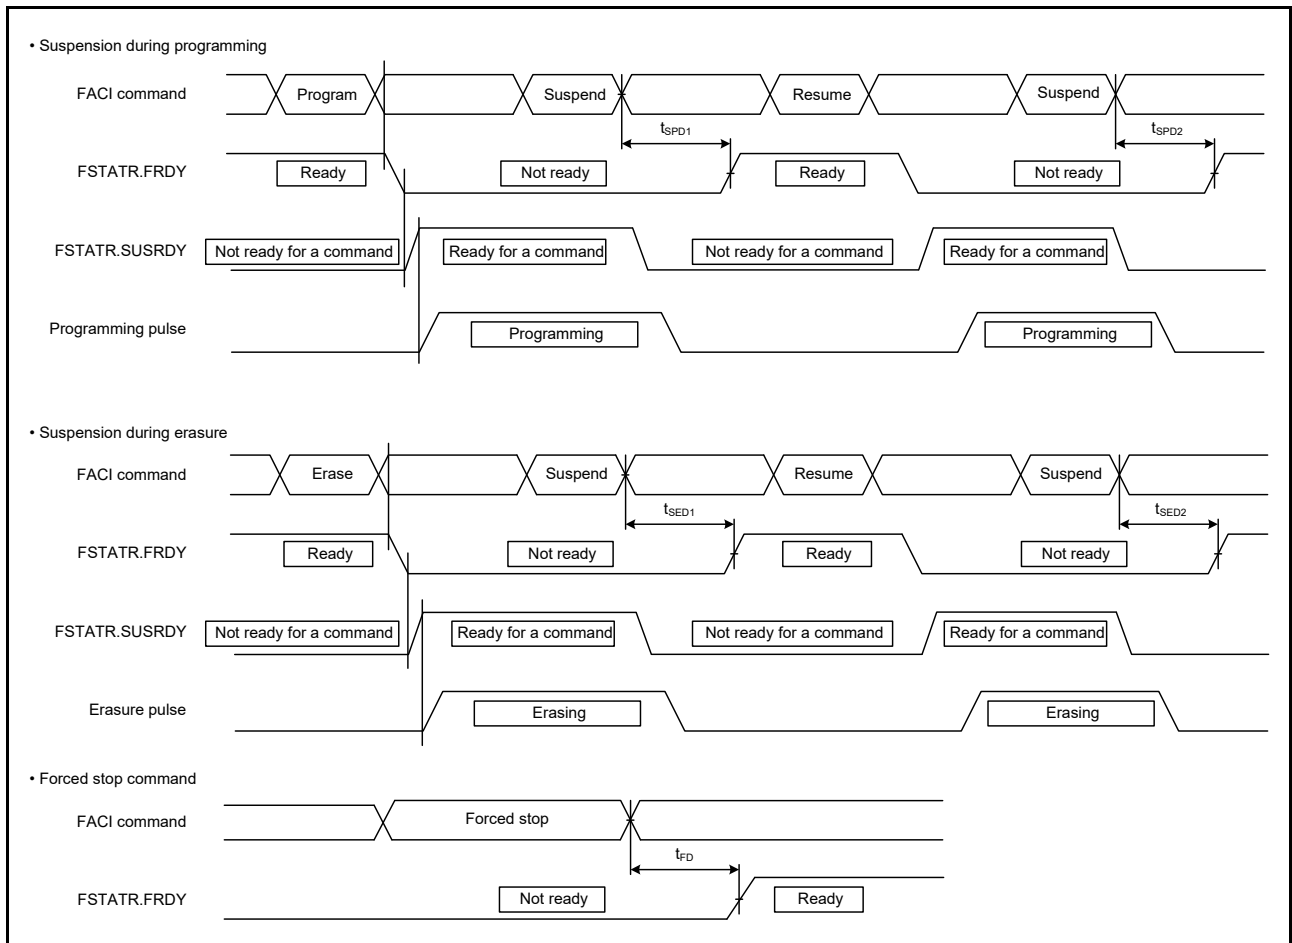 • Suspension during programming
FACI command Program Suspend Resume Suspend
tSPD1 tSPD2
FSTATR.FRDY Ready Not ready Ready Not ready
FSTATR.SUSRDY Not ready for a command Ready for a command Not ready for a command Ready for a command
Programming pulse Programming Programming
• Suspension during erasure
FACI command Erase Suspend Resume Suspend
tSED1 tSED2
FSTATR.FRDY Ready Not ready Ready Not ready
FSTATR.SUSRDY Not ready for a command Ready for a command Not ready for a command Ready for a command
Erasure pulse Erasing Erasing
• Forced stop command
FACI command Forced stop
tFD
FSTATR.FRDY Not ready Ready